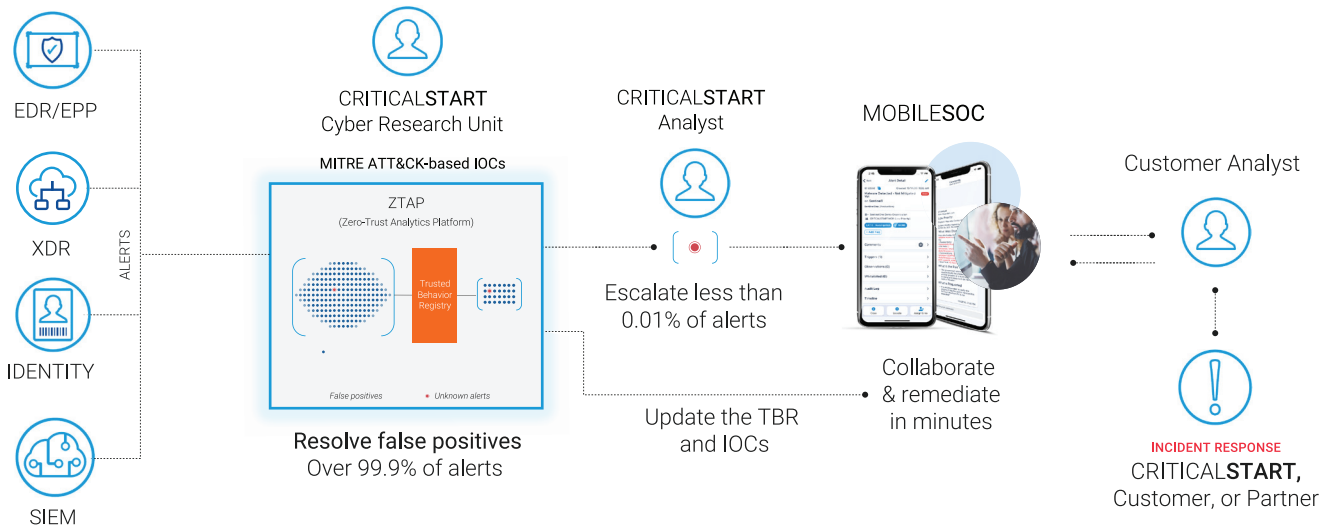 EDR/EPP
XDR
IDENTITY
SIEM
ALERTS
CRITICALSTART
Cyber Research Unit
MITRE ATT&CK-based IOCs
ZTAP
(Zero-Trust Analytics Platform)
Trusted
Behavior
Registry
False positives
Unknown alerts
Resolve false positives
Over 99.9% of alerts
CRITICALSTART
Analyst
Escalate less than
0.01% of alerts
Update the TBR
and IOCs
MOBILESOC
Collaborate
& remediate
in minutes
Customer Analyst
INCIDENT RESPONSE
CRITICALSTART,
Customer, or Partner